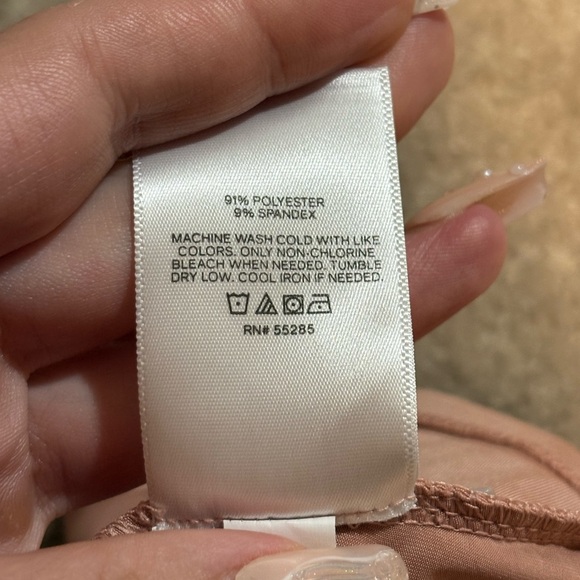 91% POLYESTER
9% SPANDEX
MACHINE WASH COLD WITH LIKE
COLORS. ONLY NON-CHLORINE
BLEACH WHEN NEEDED. TUMBLE
DRY LOW. COOL IRON IF NEEDED.
RN# 55285